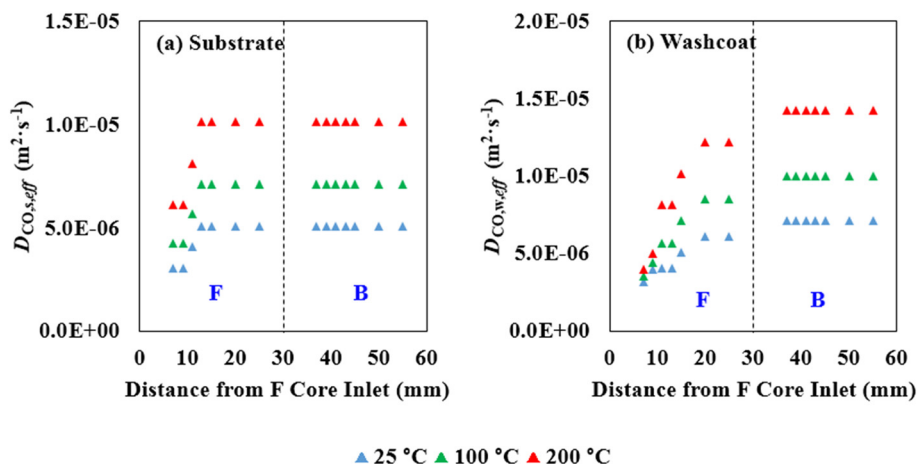 1.5E-05
(a) Substrate
1.0E-05
5.0E-06
0.0E+00
D_CO,s,eff (m²·s⁻¹)
F
B
0 10 20 30 40 50 60
Distance from F Core Inlet (mm)
2.0E-05
(b) Washcoat
1.5E-05
1.0E-05
5.0E-06
0.0E+00
D_CO,w,eff (m²·s⁻¹)
F
B
0 10 20 30 40 50 60
Distance from F Core Inlet (mm)
25 °C 100 °C 200 °C